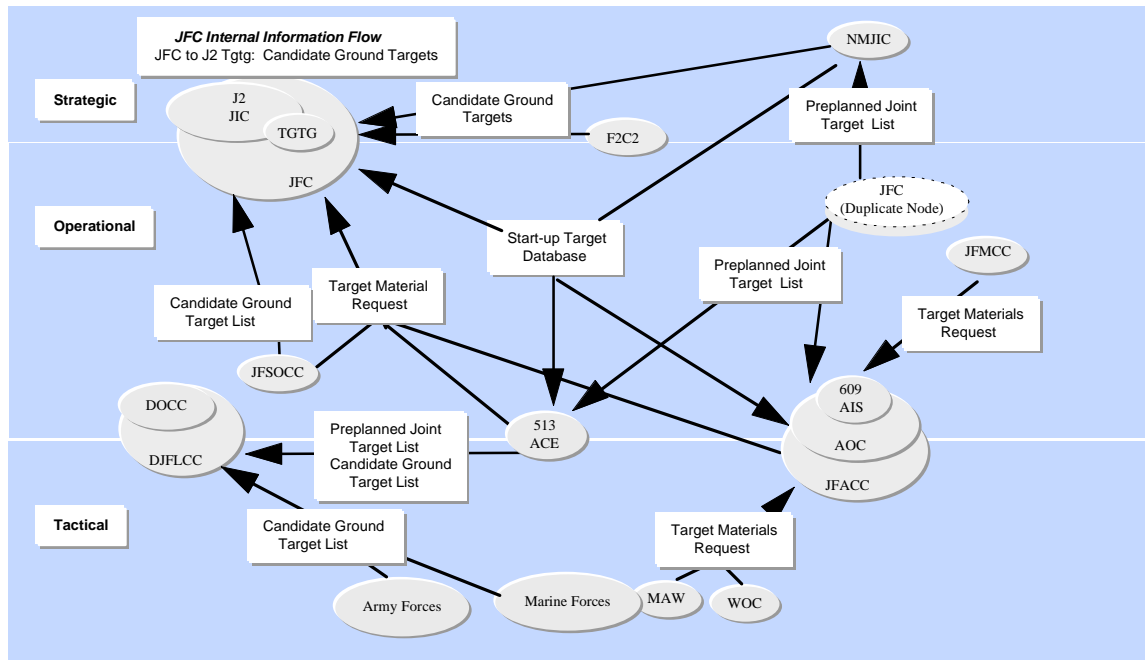 JFC Internal Information Flow
JFC to J2 Tgtg: Candidate Ground Targets
NMJIC
Strategic
J2
JIC
TGTG
JFC
Candidate Ground
Targets
F2C2
Preplanned Joint
Target List
JFC
(Duplicate Node)
Operational
Start-up Target
Database
Preplanned Joint
Target List
JFMCC
Candidate Ground
Target List
Target Material
Request
Target Materials
Request
JFSOCC
609
AIS
AOC
JFACC
DOCC
DJFLCC
Preplanned Joint
Target List
Candidate Ground
Target List
513
ACE
Tactical
Candidate Ground
Target List
Target Materials
Request
Army Forces
Marine Forces
MAW
WOC